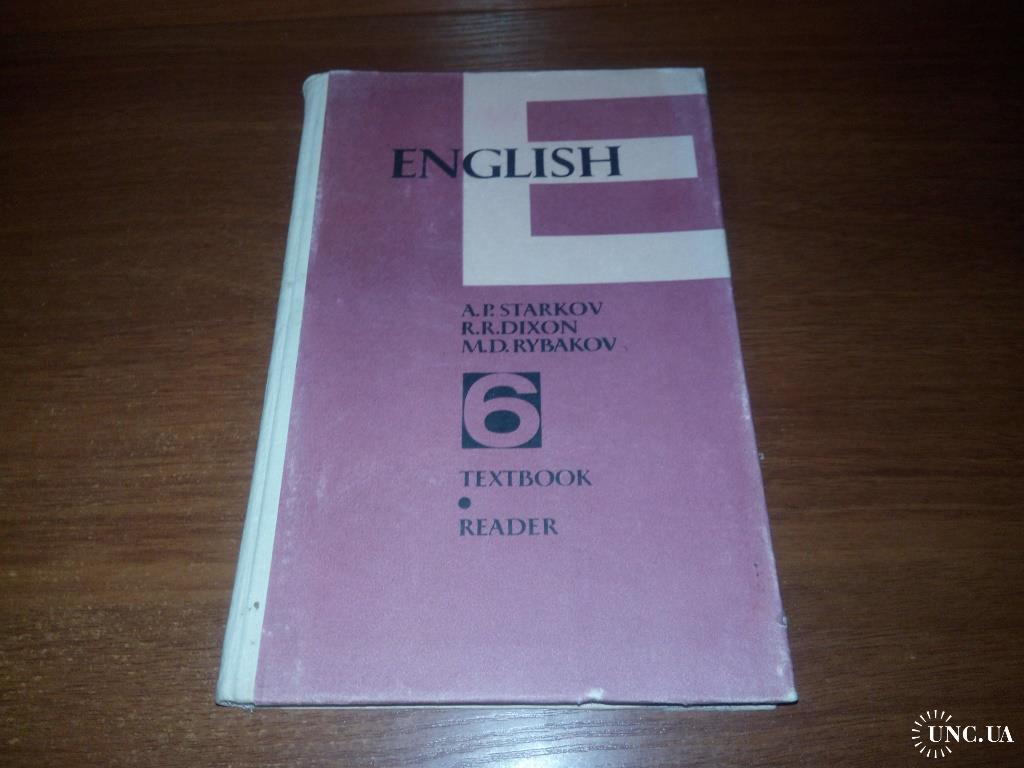 E
ENGLISH
A.P. STARKOV
R.R. DIXON
M.D. RYBAKOV
6
TEXTBOOK
•
READER
UNC.UA